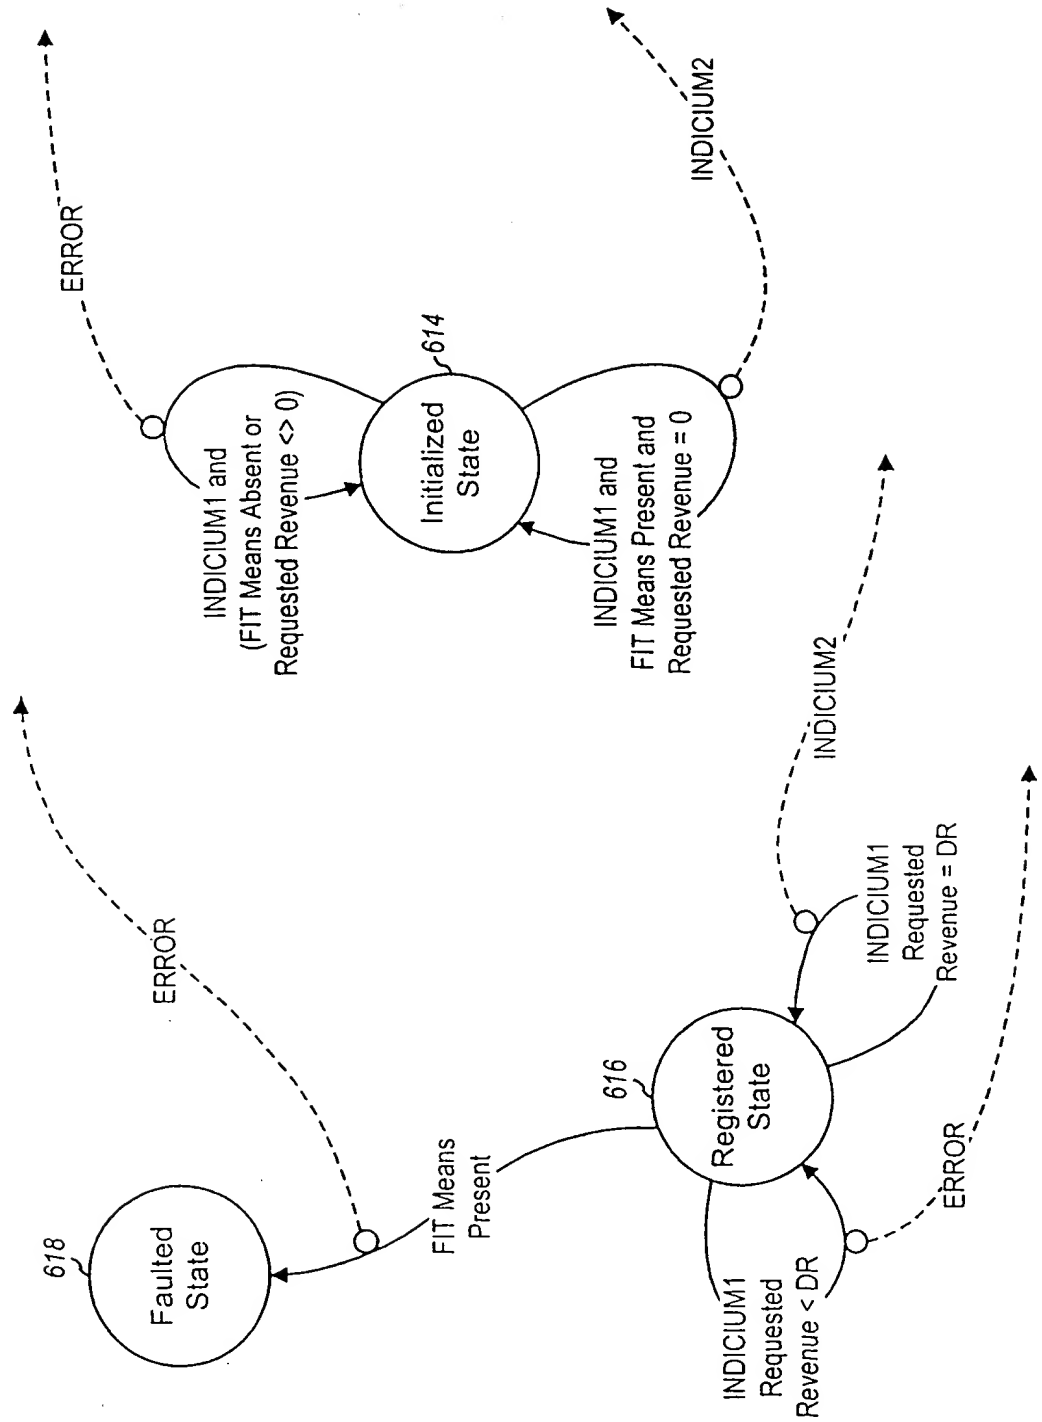 618
Faulted
State
ERROR
FIT Means
Present
616
Registered
State
INDICIUM1
Requested
Revenue < DR
ERROR
INDICIUM1
Requested
Revenue = DR
INDICIUM2
ERROR
INDICIUM1 and
(FIT Means Absent or
Requested Revenue <> 0)
614
Initialized
State
INDICIUM1 and
FIT Means Present and
Requested Revenue = 0
INDICIUM2